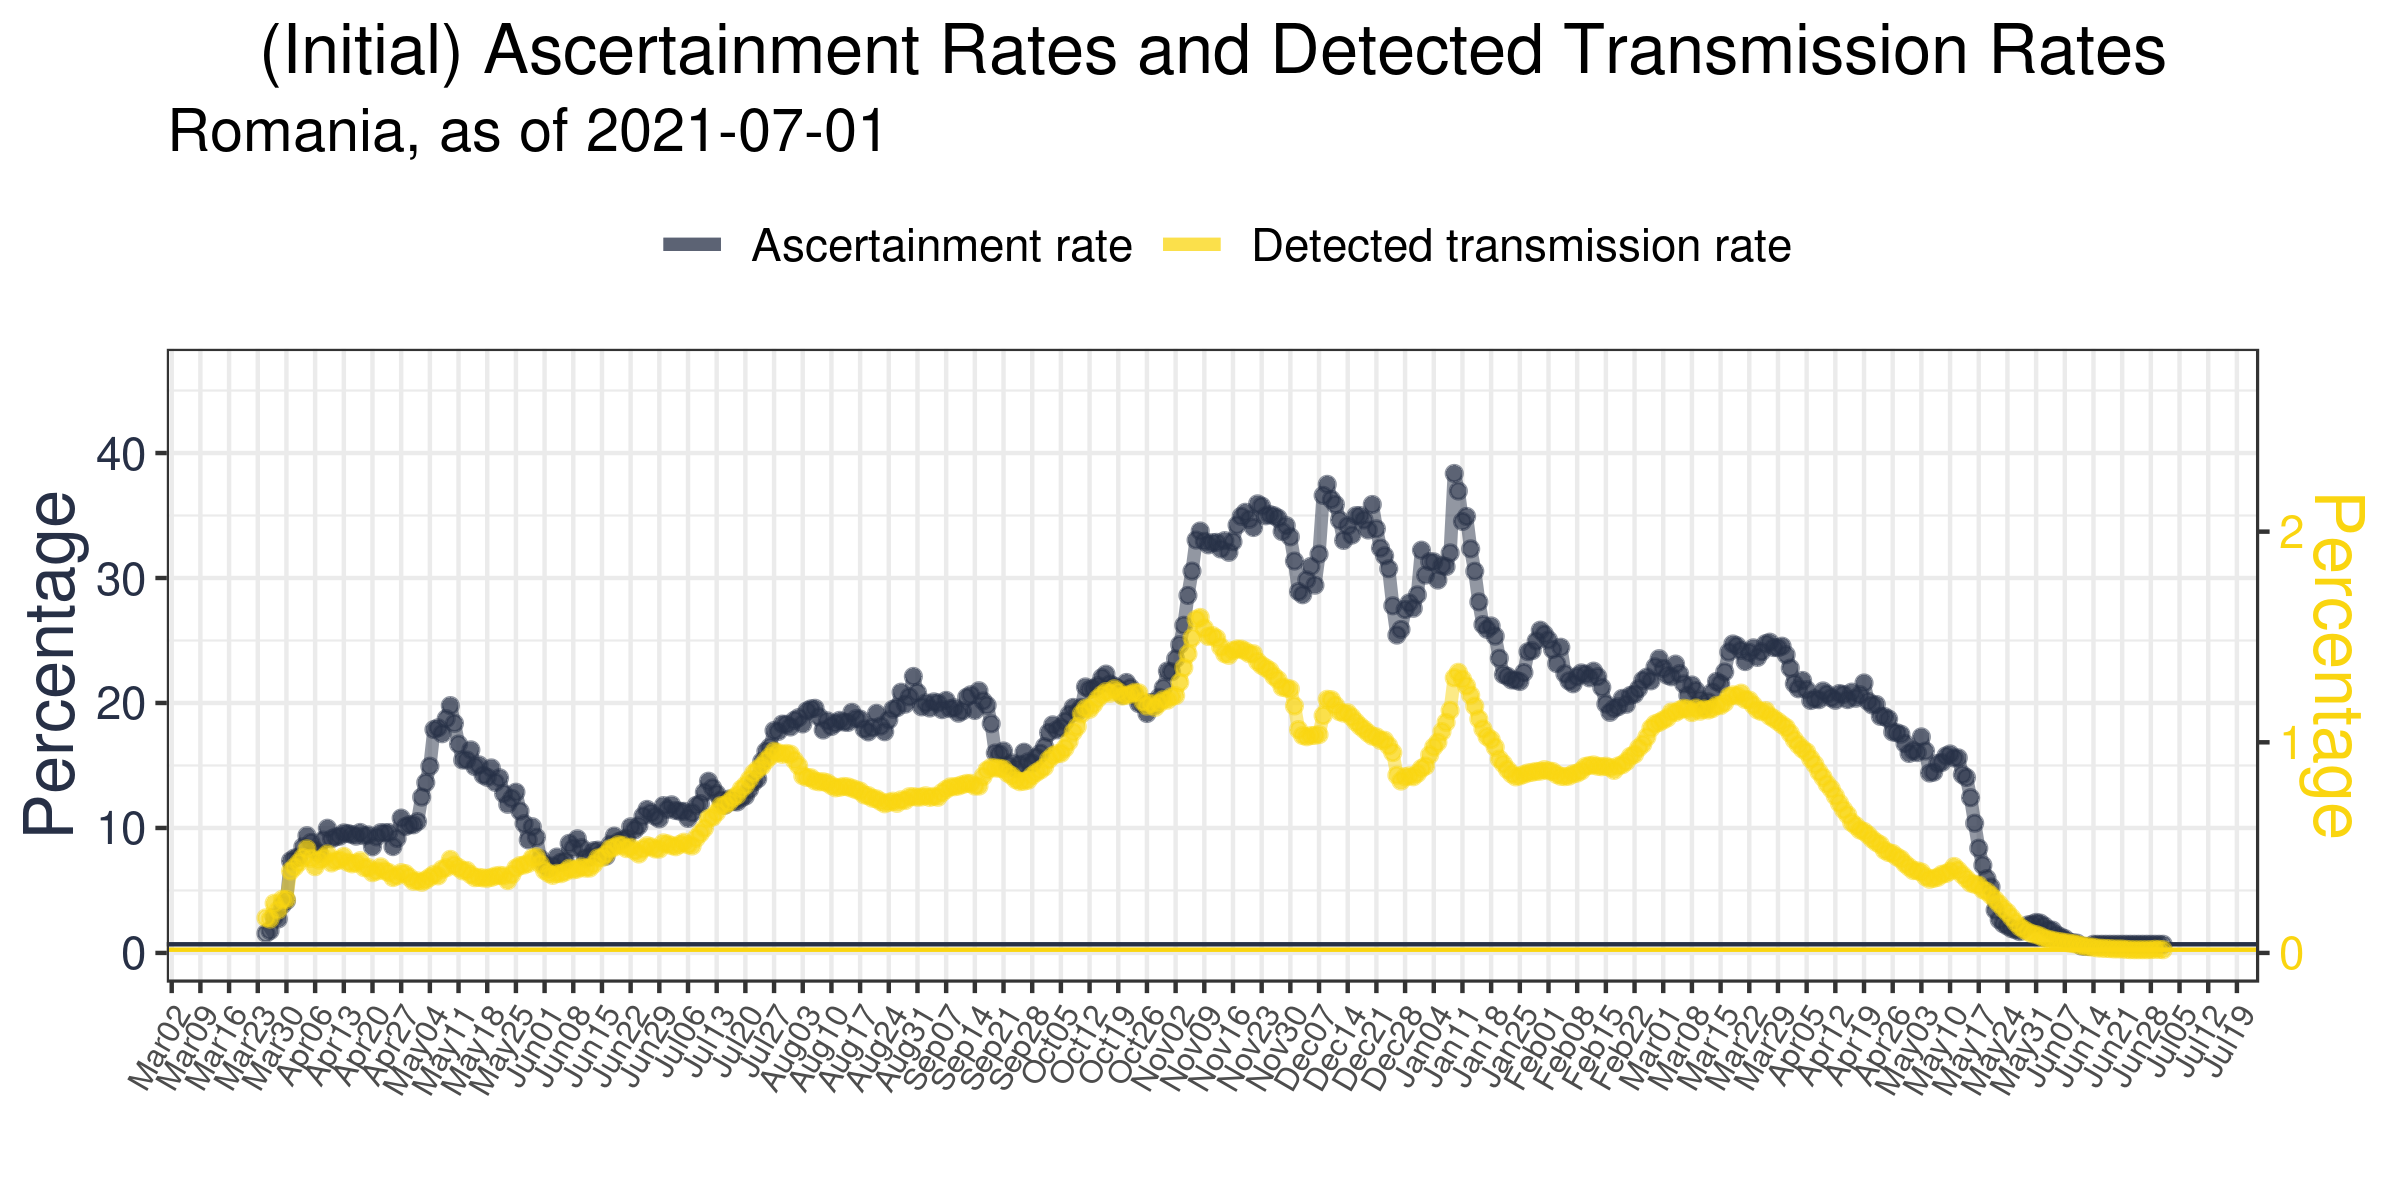 (Initial) Ascertainment Rates and Detected Transmission Rates
Romania, as of 2021-07-01
Ascertainment rate Detected transmission rate
Percentage
40
30
20
10
0
2
1
0
Percentage
Mar02 Mar09 Mar16 Mar23 Mar30 Apr06 Apr13 Apr20 Apr27 May04 May11 May18 May25 Jun01 Jun08 Jun15 Jun22 Jun29 Jul06 Jul13 Jul20 Jul27 Aug03 Aug10 Aug17 Aug24 Aug31 Sep07 Sep14 Sep21 Sep28 Oct05 Oct12 Oct19 Oct26 Nov02 Nov09 Nov16 Nov23 Nov30 Dec07 Dec14 Dec21 Dec28 Jan04 Jan11 Jan18 Jan25 Feb01 Feb08 Feb15 Feb22 Mar01 Mar08 Mar15 Mar22 Mar29 Apr05 Apr12 Apr19 Apr26 May03 May10 May17 May24 May31 Jun07 Jun14 Jun21 Jun28 Jul05 Jul12 Jul19